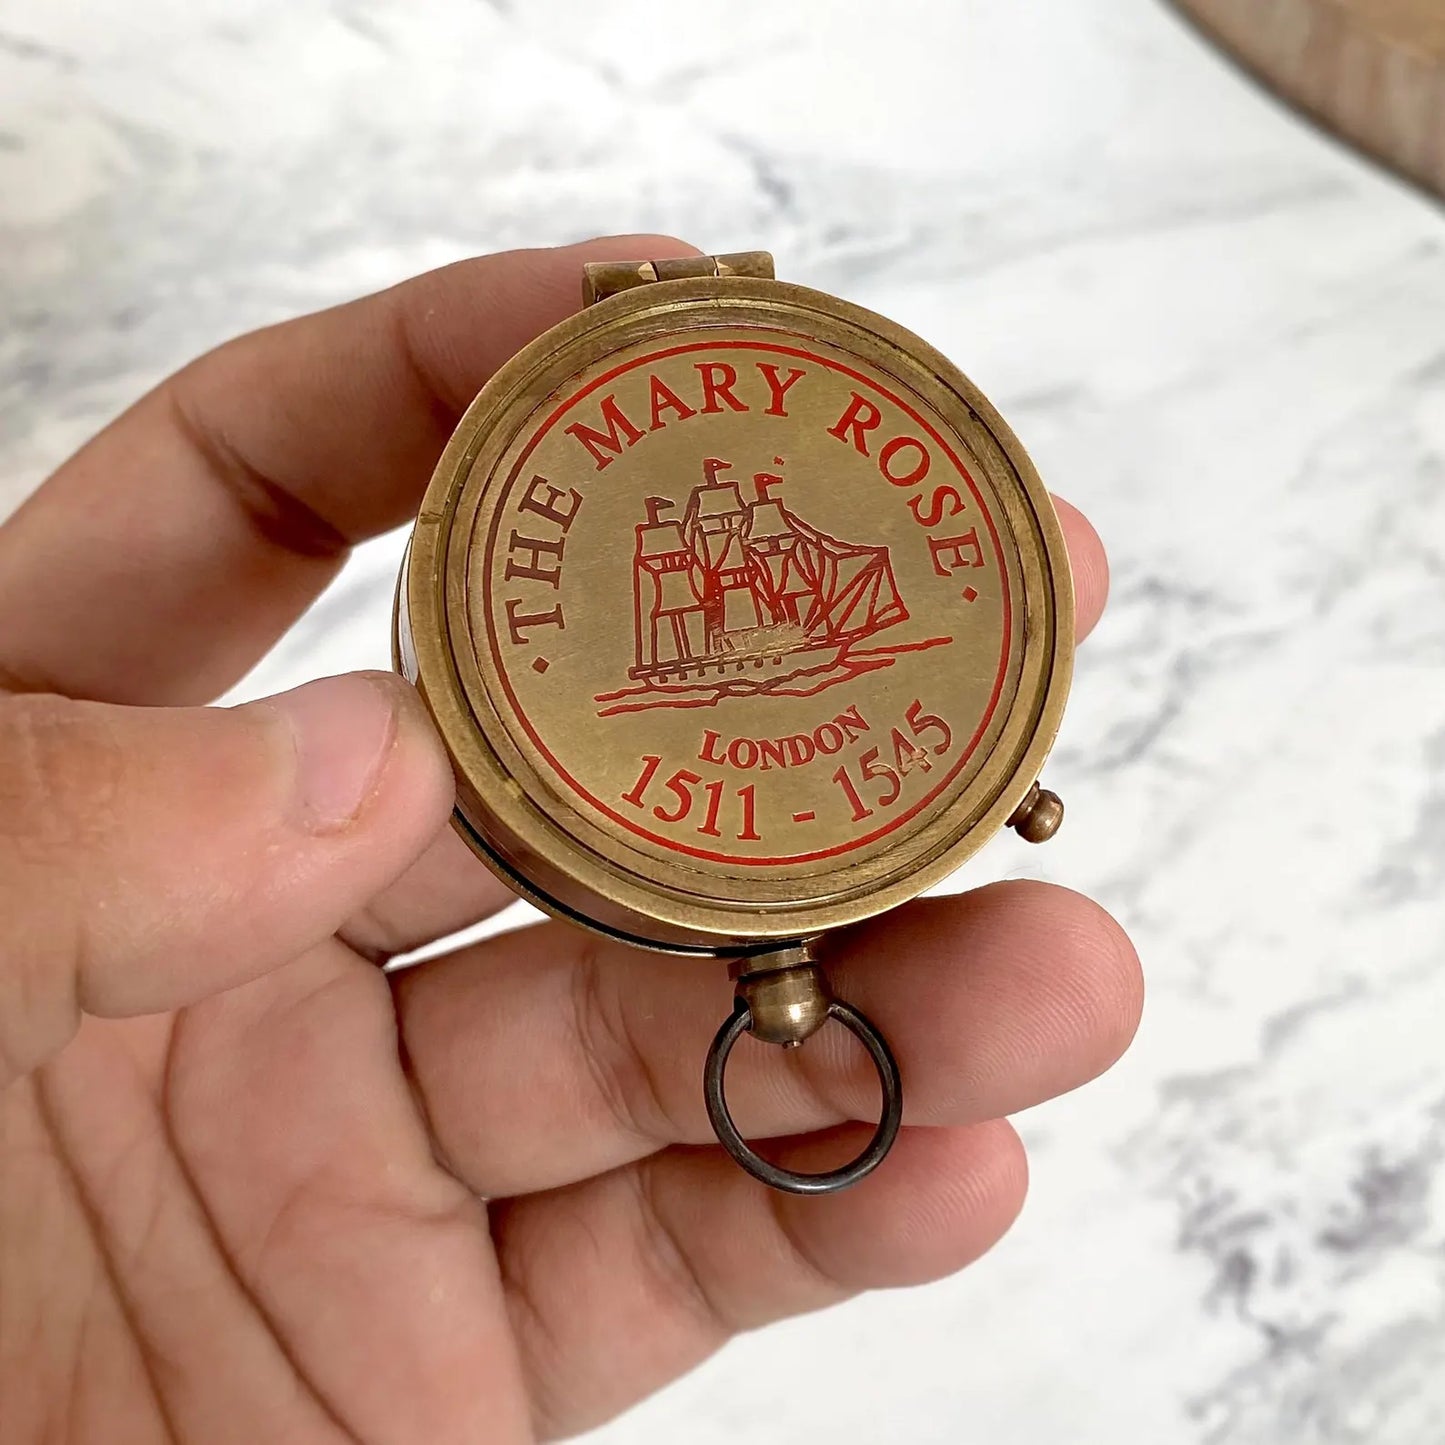 · THE MARY ROSE ·
LONDON
1511 - 1545